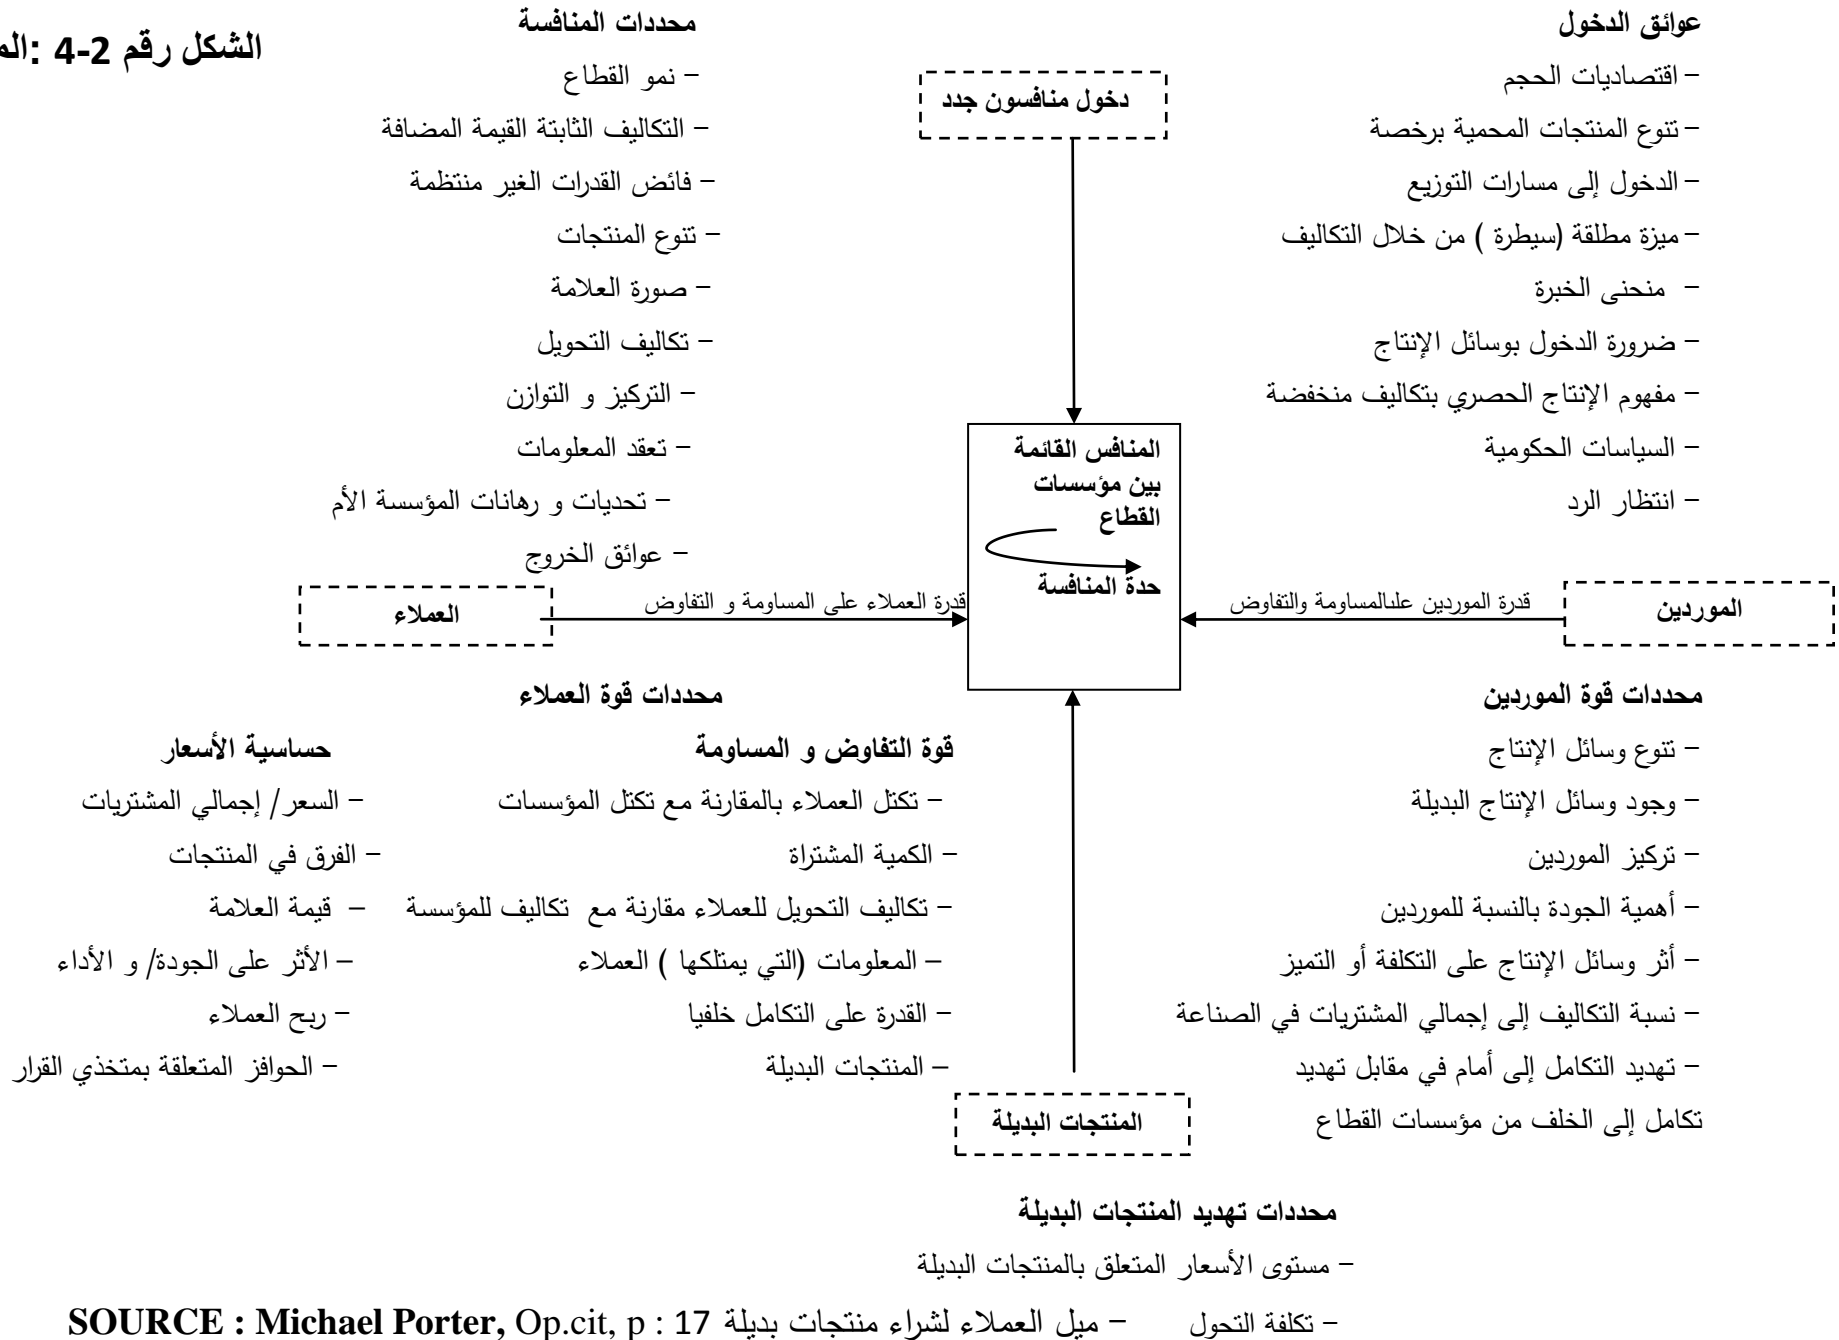 الشكل رقم 2-4 :
عوائق الدخول
– اقتصاديات الحجم
– تنوع المنتجات المحمية برخصة
– الدخول إلى مسارات التوزيع
– ميزة مطلقة (سيطرة ) من خلال التكاليف
– منحنى الخبرة
– ضرورة الدخول بوسائل الإنتاج
– مفهوم الإنتاج الحصري بتكاليف منخفضة
– السياسات الحكومية
– انتظار الرد
دخول منافسون جدد
محددات المنافسة
– نمو القطاع
– التكاليف الثابتة القيمة المضافة
– فائض القدرات الغير منتظمة
– تنوع المنتجات
– صورة العلامة
– تكاليف التحويل
– التركيز و التوازن
– تعقد المعلومات
– تحديات و رهانات المؤسسة الأم
– عوائق الخروج
المنافس القائمة
بين مؤسسات
القطاع
حدة المنافسة
الموردين
قدرة الموردين علىالمساومة والتفاوض
قدرة العملاء على المساومة و التفاوض
العملاء
محددات قوة الموردين
– تنوع وسائل الإنتاج
– وجود وسائل الإنتاج البديلة
– تركيز الموردين
– أهمية الجودة بالنسبة للموردين
– أثر وسائل الإنتاج على التكلفة أو التميز
– نسبة التكاليف إلى إجمالي المشتريات في الصناعة
– تهديد التكامل إلى أمام في مقابل تهديد
تكامل إلى الخلف من مؤسسات القطاع
محددات قوة العملاء
قوة التفاوض و المساومة
– تكتل العملاء بالمقارنة مع تكتل المؤسسات
– الكمية المشتراة
– تكاليف التحويل للعملاء مقارنة مع تكاليف للمؤسسة
– المعلومات (التي يمتلكها ) العملاء
– القدرة على التكامل خلفيا
– المنتجات البديلة
حساسية الأسعار
– السعر/ إجمالي المشتريات
– الفرق في المنتجات
– قيمة العلامة
– الأثر على الجودة/ و الأداء
– ربح العملاء
– الحوافز المتعلقة بمتخذي القرار
المنتجات البديلة
محددات تهديد المنتجات البديلة
– مستوى الأسعار المتعلق بالمنتجات البديلة
– تكلفة التحول – ميل العملاء لشراء منتجات بديلة SOURCE : Michael Porter, Op.cit, p : 17